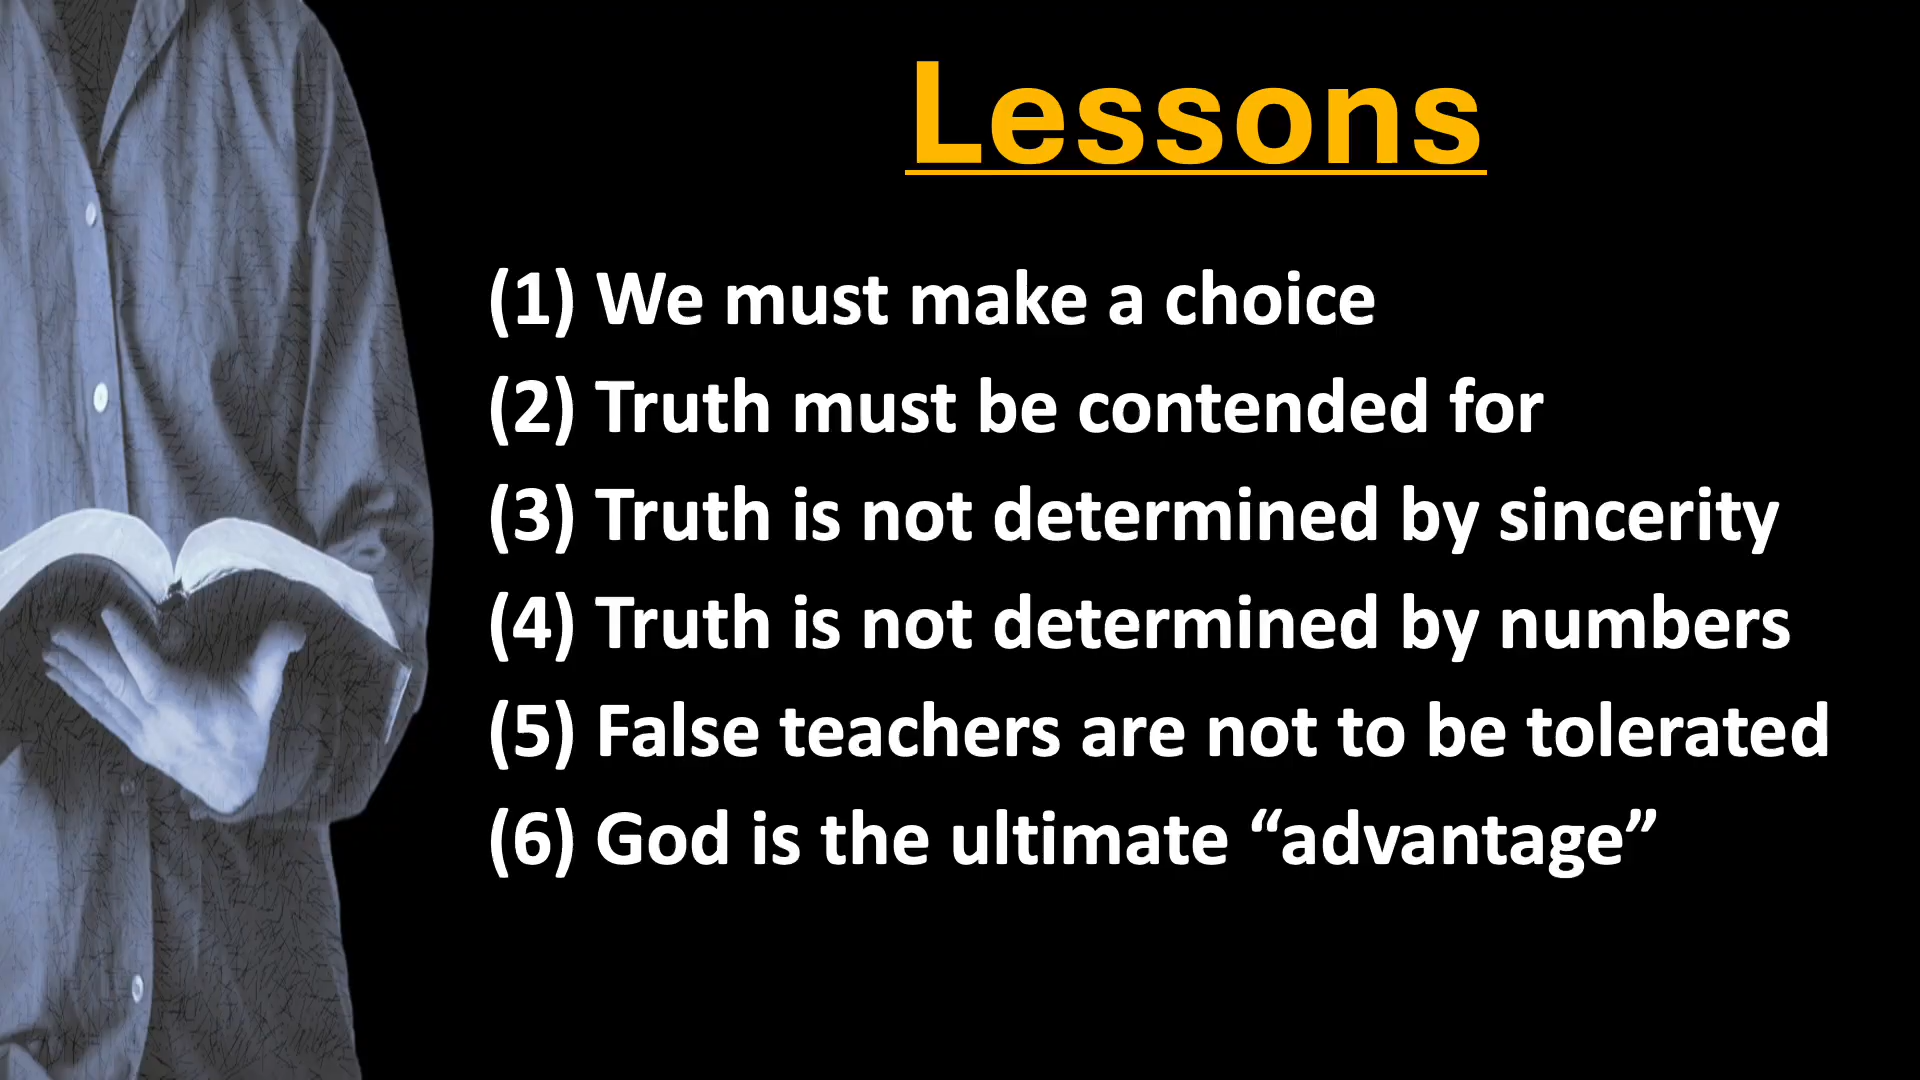 Lessons
(1) We must make a choice
(2) Truth must be contended for
(3) Truth is not determined by sincerity
(4) Truth is not determined by numbers
(5) False teachers are not to be tolerated
(6) God is the ultimate “advantage”